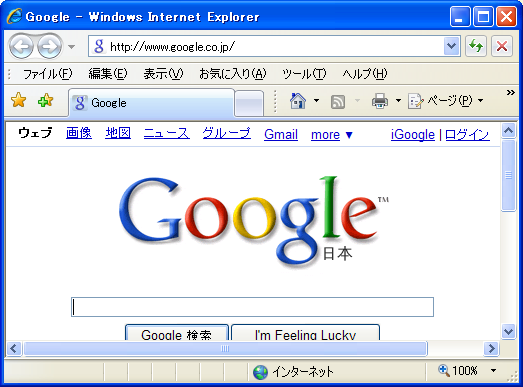 Google - Windows Internet Explorer
http://www.google.co.jp/
ファイル(F) 編集(E) 表示(V) お気に入り(A) ツール(T) ヘルプ(H)
Google ページ(P)
ウェブ 画像 地図 ニュース グループ Gmail more ▼ iGoogle | ログイン
Google™
日本
Google 検索 I'm Feeling Lucky
インターネット 100%